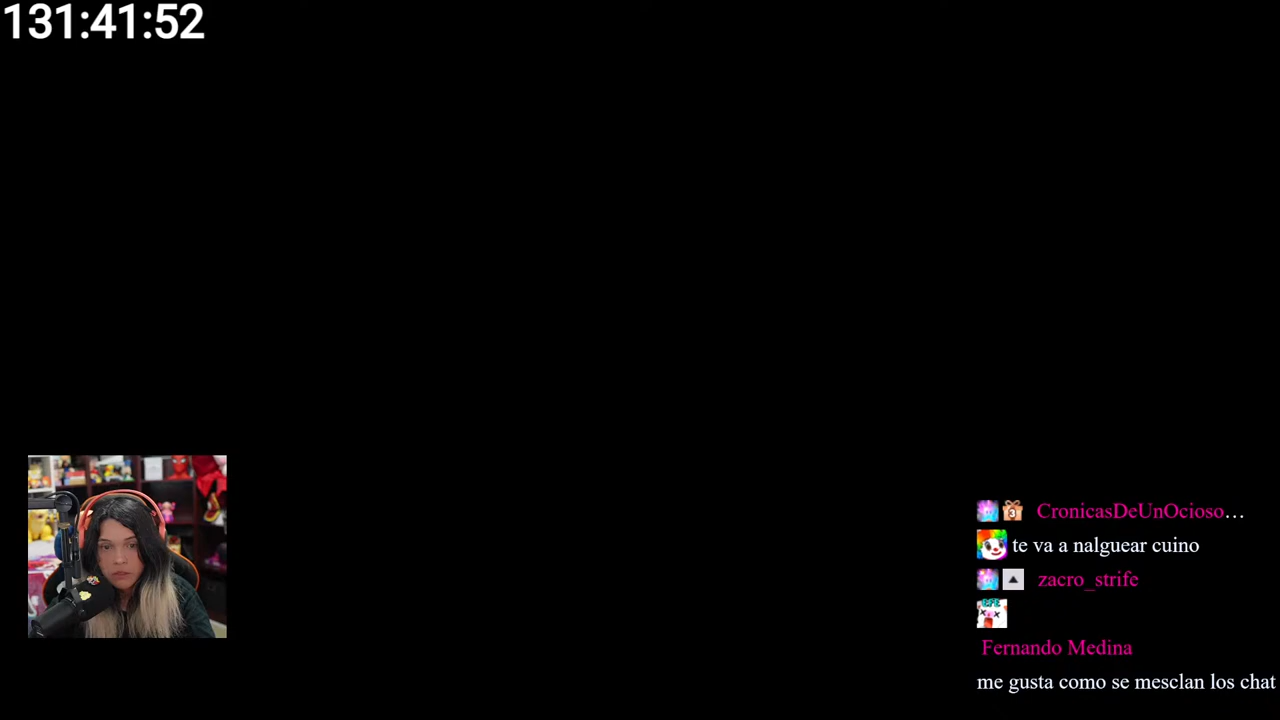 131:41:52
CronicasDeUnOcioso…
te va a nalguear cuino
zacro_strife
Fernando Medina
me gusta como se mesclan los chat